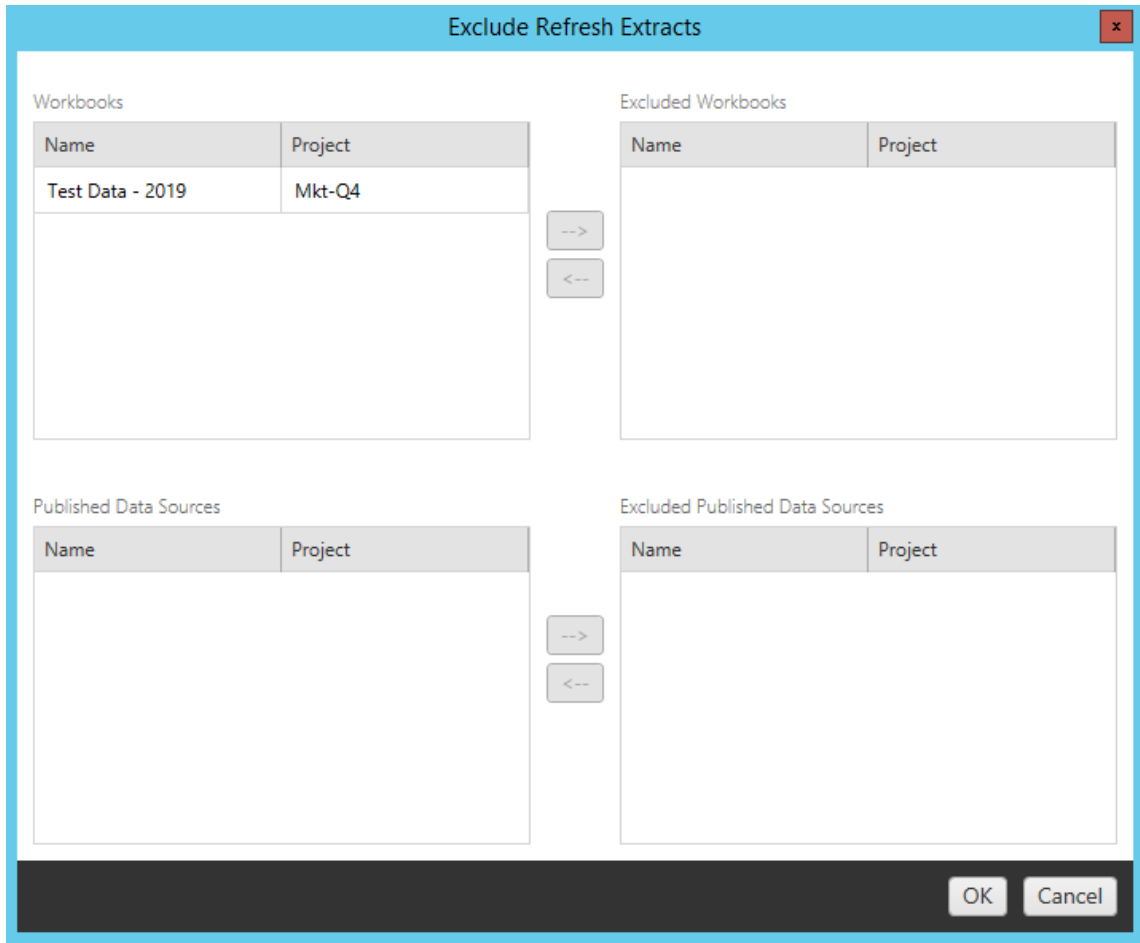 Exclude Refresh Extracts
x
Workbooks
Excluded Workbooks
Name Project
Name Project
Test Data - 2019 Mkt-Q4
-->
<--
Published Data Sources
Excluded Published Data Sources
Name Project
Name Project
-->
<--
OK Cancel